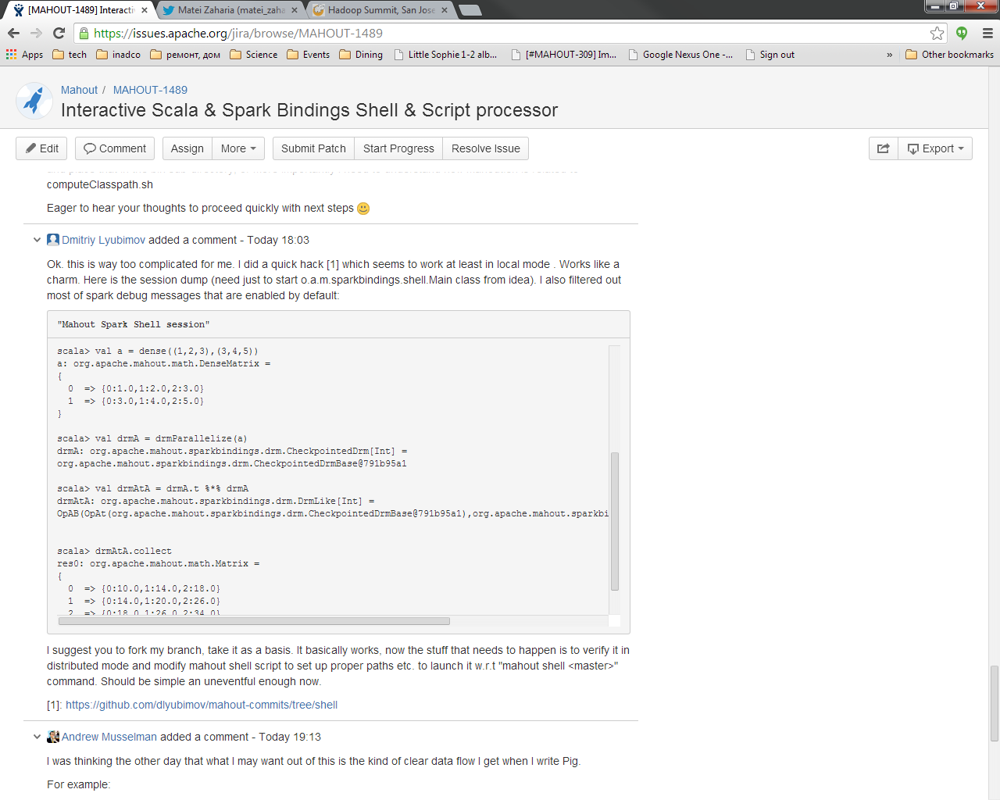 [MAHOUT-1489] Interactiv
Matei Zaharia (matei_zaha
Hadoop Summit, San Jose
https://issues.apache.org/jira/browse/MAHOUT-1489
Apps
tech
inadco
ремонт, дом
Science
Events
Dining
Little Sophie 1-2 alb...
[#MAHOUT-309] Im...
Google Nexus One -...
Sign out
»
Other bookmarks
Mahout / MAHOUT-1489
Interactive Scala & Spark Bindings Shell & Script processor
Edit
Comment
Assign
More
Submit Patch
Start Progress
Resolve Issue
Export
computeClasspath.sh
Eager to hear your thoughts to proceed quickly with next steps
Dmitriy Lyubimov added a comment - Today 18:03
Ok. this is way too complicated for me. I did a quick hack [1] which seems to work at least in local mode . Works like a
charm. Here is the session dump (need just to start o.a.m.sparkbindings.shell.Main class from idea). I also filtered out
most of spark debug messages that are enabled by default:
"Mahout Spark Shell session"
scala> val a = dense((1,2,3),(3,4,5))
a: org.apache.mahout.math.DenseMatrix =
{
0 => {0:1.0,1:2.0,2:3.0}
1 => {0:3.0,1:4.0,2:5.0}
}
scala> val drmA = drmParallelize(a)
drmA: org.apache.mahout.sparkbindings.drm.CheckpointedDrm[Int] =
org.apache.mahout.sparkbindings.drm.CheckpointedDrmBase@791b95a1
scala> val drmAtA = drmA.t %*% drmA
drmAtA: org.apache.mahout.sparkbindings.drm.DrmLike[Int] =
OpAB(OpAt(org.apache.mahout.sparkbindings.drm.CheckpointedDrmBase@791b95a1),org.apache.mahout.sparkbi
scala> drmAtA.collect
res0: org.apache.mahout.math.Matrix =
{
0 => {0:10.0,1:14.0,2:18.0}
1 => {0:14.0,1:20.0,2:26.0}
2 => {0:18.0,1:26.0,2:34.0}
I suggest you to fork my branch, take it as a basis. It basically works, now the stuff that needs to happen is to verify it in
distributed mode and modify mahout shell script to set up proper paths etc. to launch it w.r.t "mahout shell <master>"
command. Should be simple an uneventful enough now.
[1]: https://github.com/dlyubimov/mahout-commits/tree/shell
Andrew Musselman added a comment - Today 19:13
I was thinking the other day that what I may want out of this is the kind of clear data flow I get when I write Pig.
For example: